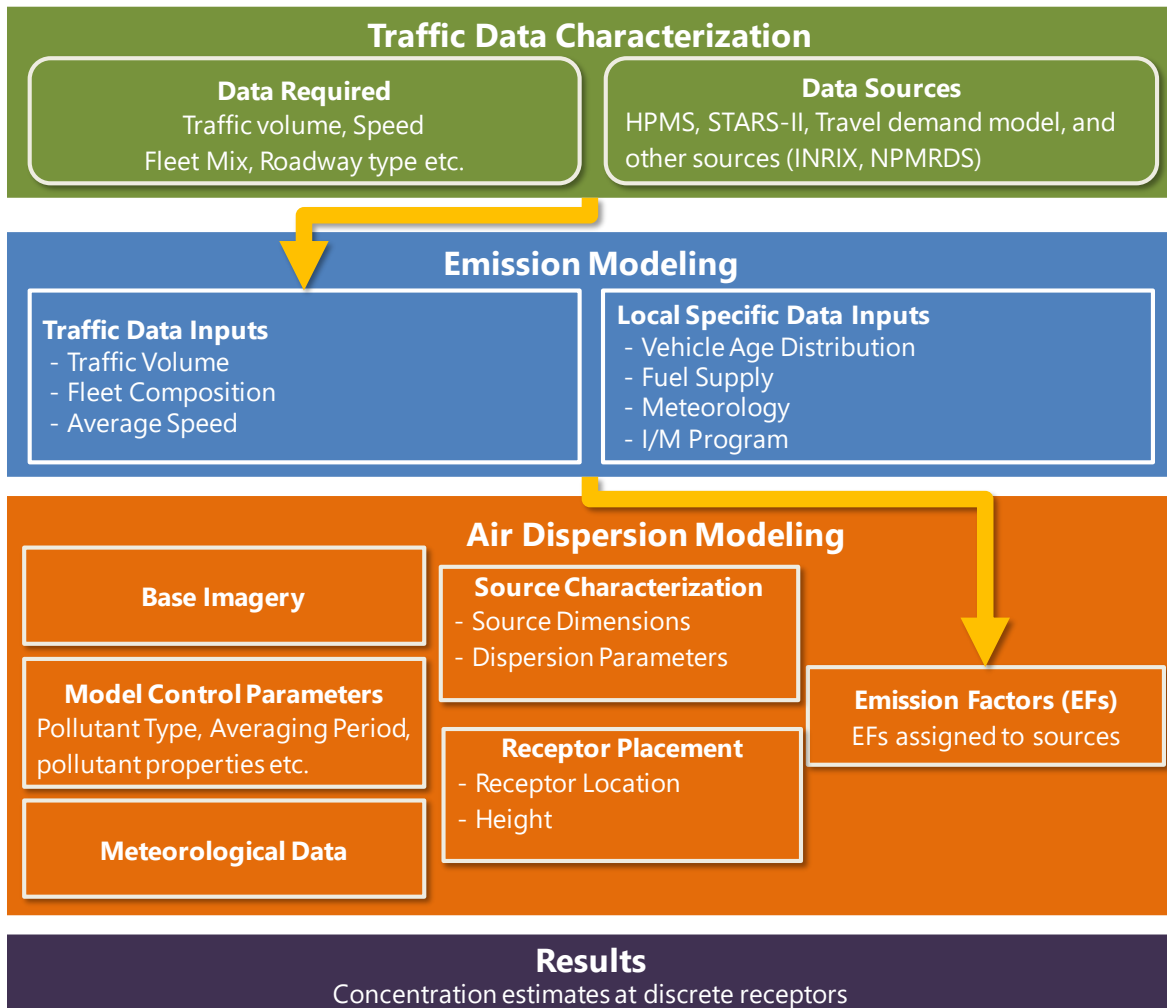 Traffic Data Characterization
Data Required
Traffic volume, Speed
Fleet Mix, Roadway type etc.
Data Sources
HPMS, STARS-II, Travel demand model, and
other sources (INRIX, NPMRDS)
Emission Modeling
Traffic Data Inputs
- Traffic Volume
- Fleet Composition
- Average Speed
Local Specific Data Inputs
- Vehicle Age Distribution
- Fuel Supply
- Meteorology
- I/M Program
Air Dispersion Modeling
Base Imagery
Model Control Parameters
Pollutant Type, Averaging Period,
pollutant properties etc.
Meteorological Data
Source Characterization
- Source Dimensions
- Dispersion Parameters
Receptor Placement
- Receptor Location
- Height
Emission Factors (EFs)
EFs assigned to sources
Results
Concentration estimates at discrete receptors